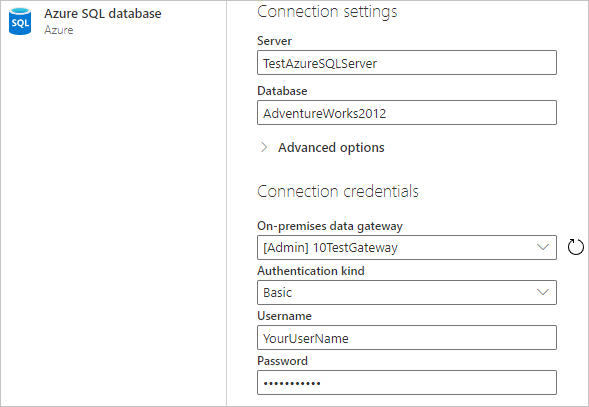 SQL
Azure SQL database
Azure
Connection settings
Server
TestAzureSQLServer
Database
AdventureWorks2012
Advanced options
Connection credentials
On-premises data gateway
[Admin] 10TestGateway
Authentication kind
Basic
Username
YourUserName
Password
•••••••••••